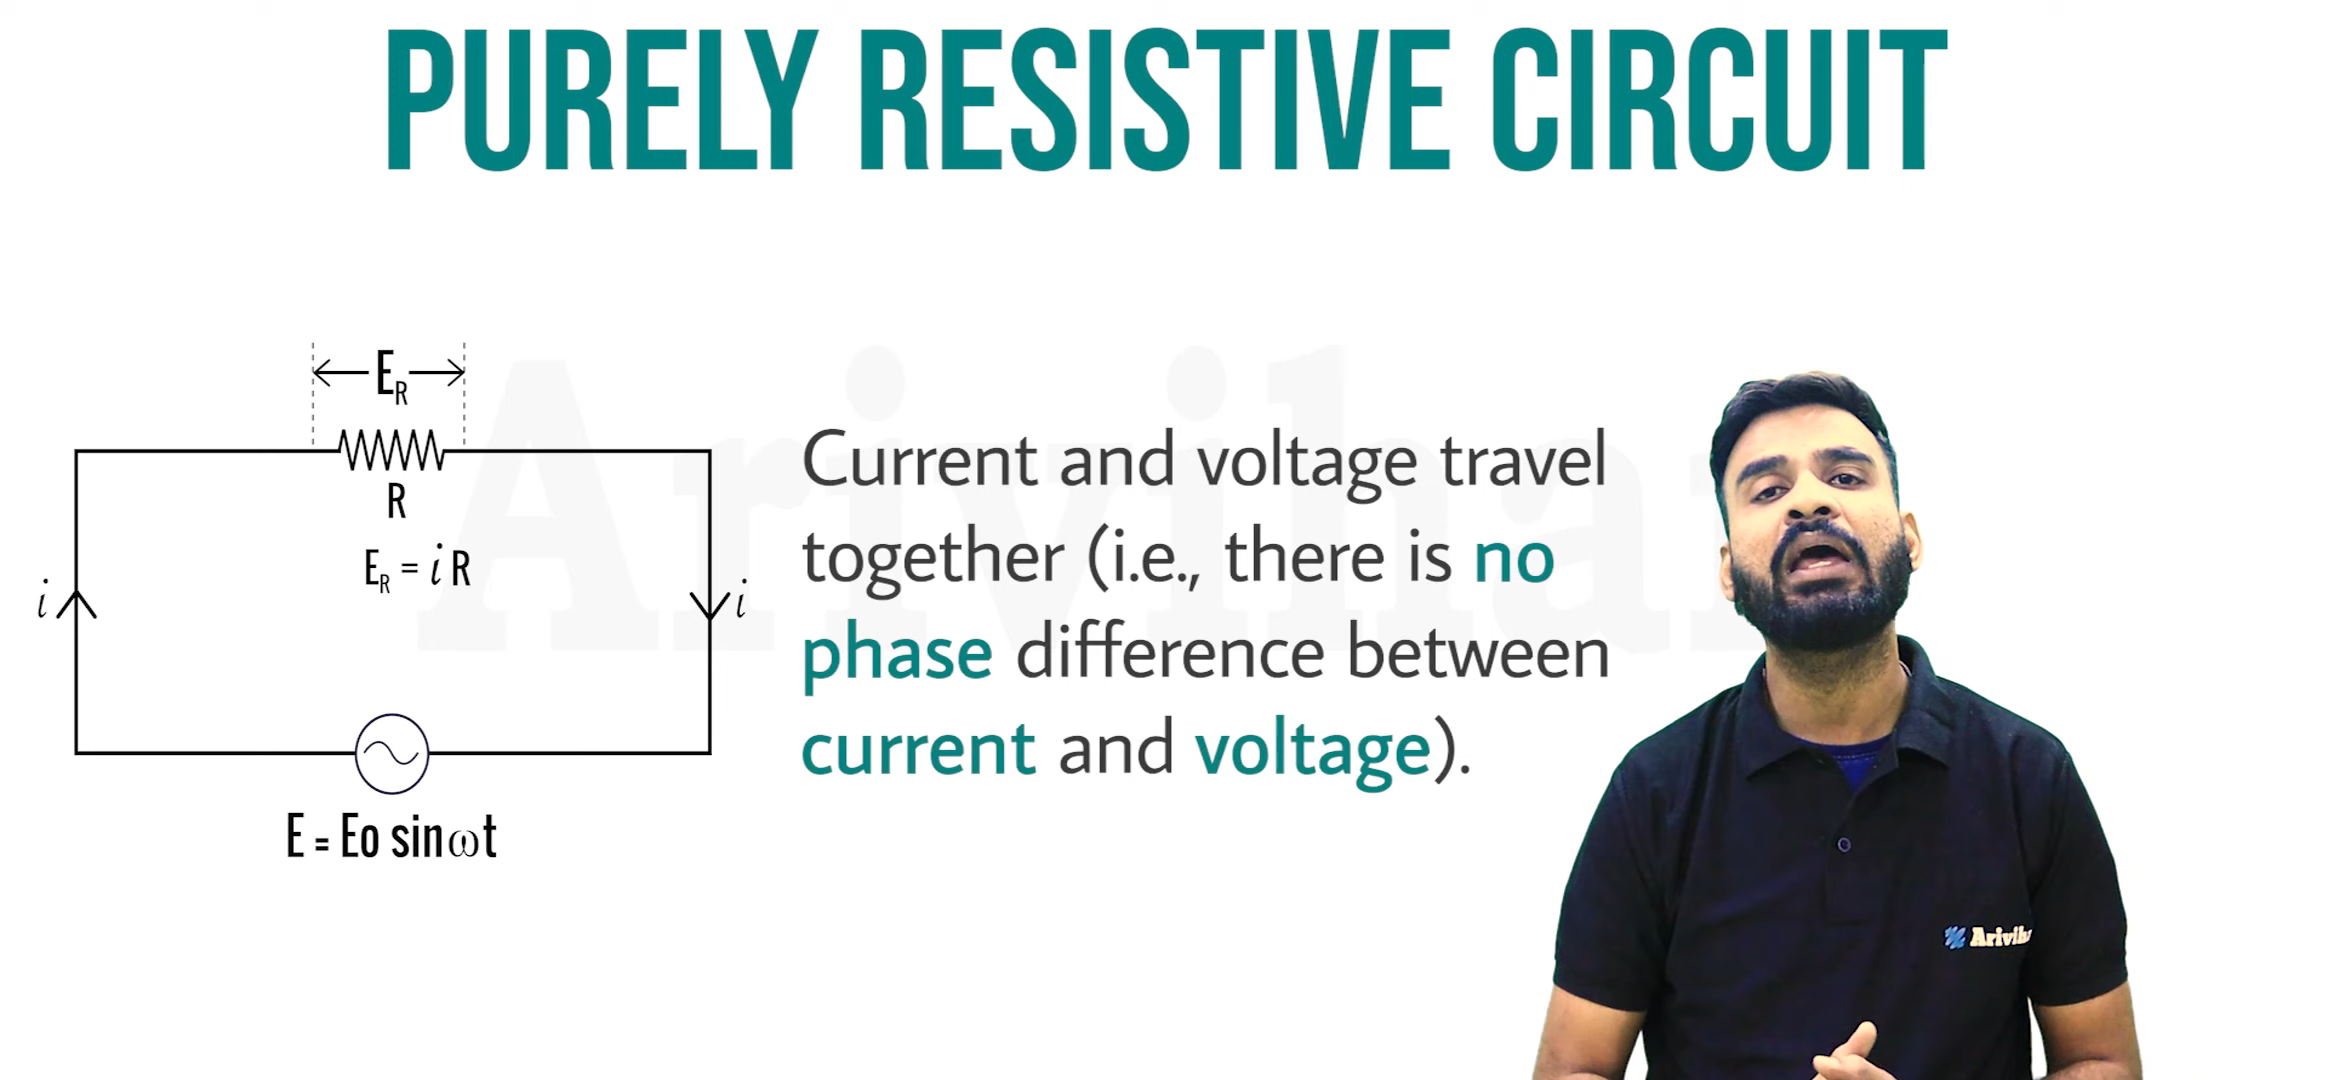 PURELY RESISTIVE CIRCUIT
E_R
R
E_R = i R
i
i
E = Eo sinωt
Current and voltage travel
together (i.e., there is no
phase difference between
current and voltage).
Arivihar